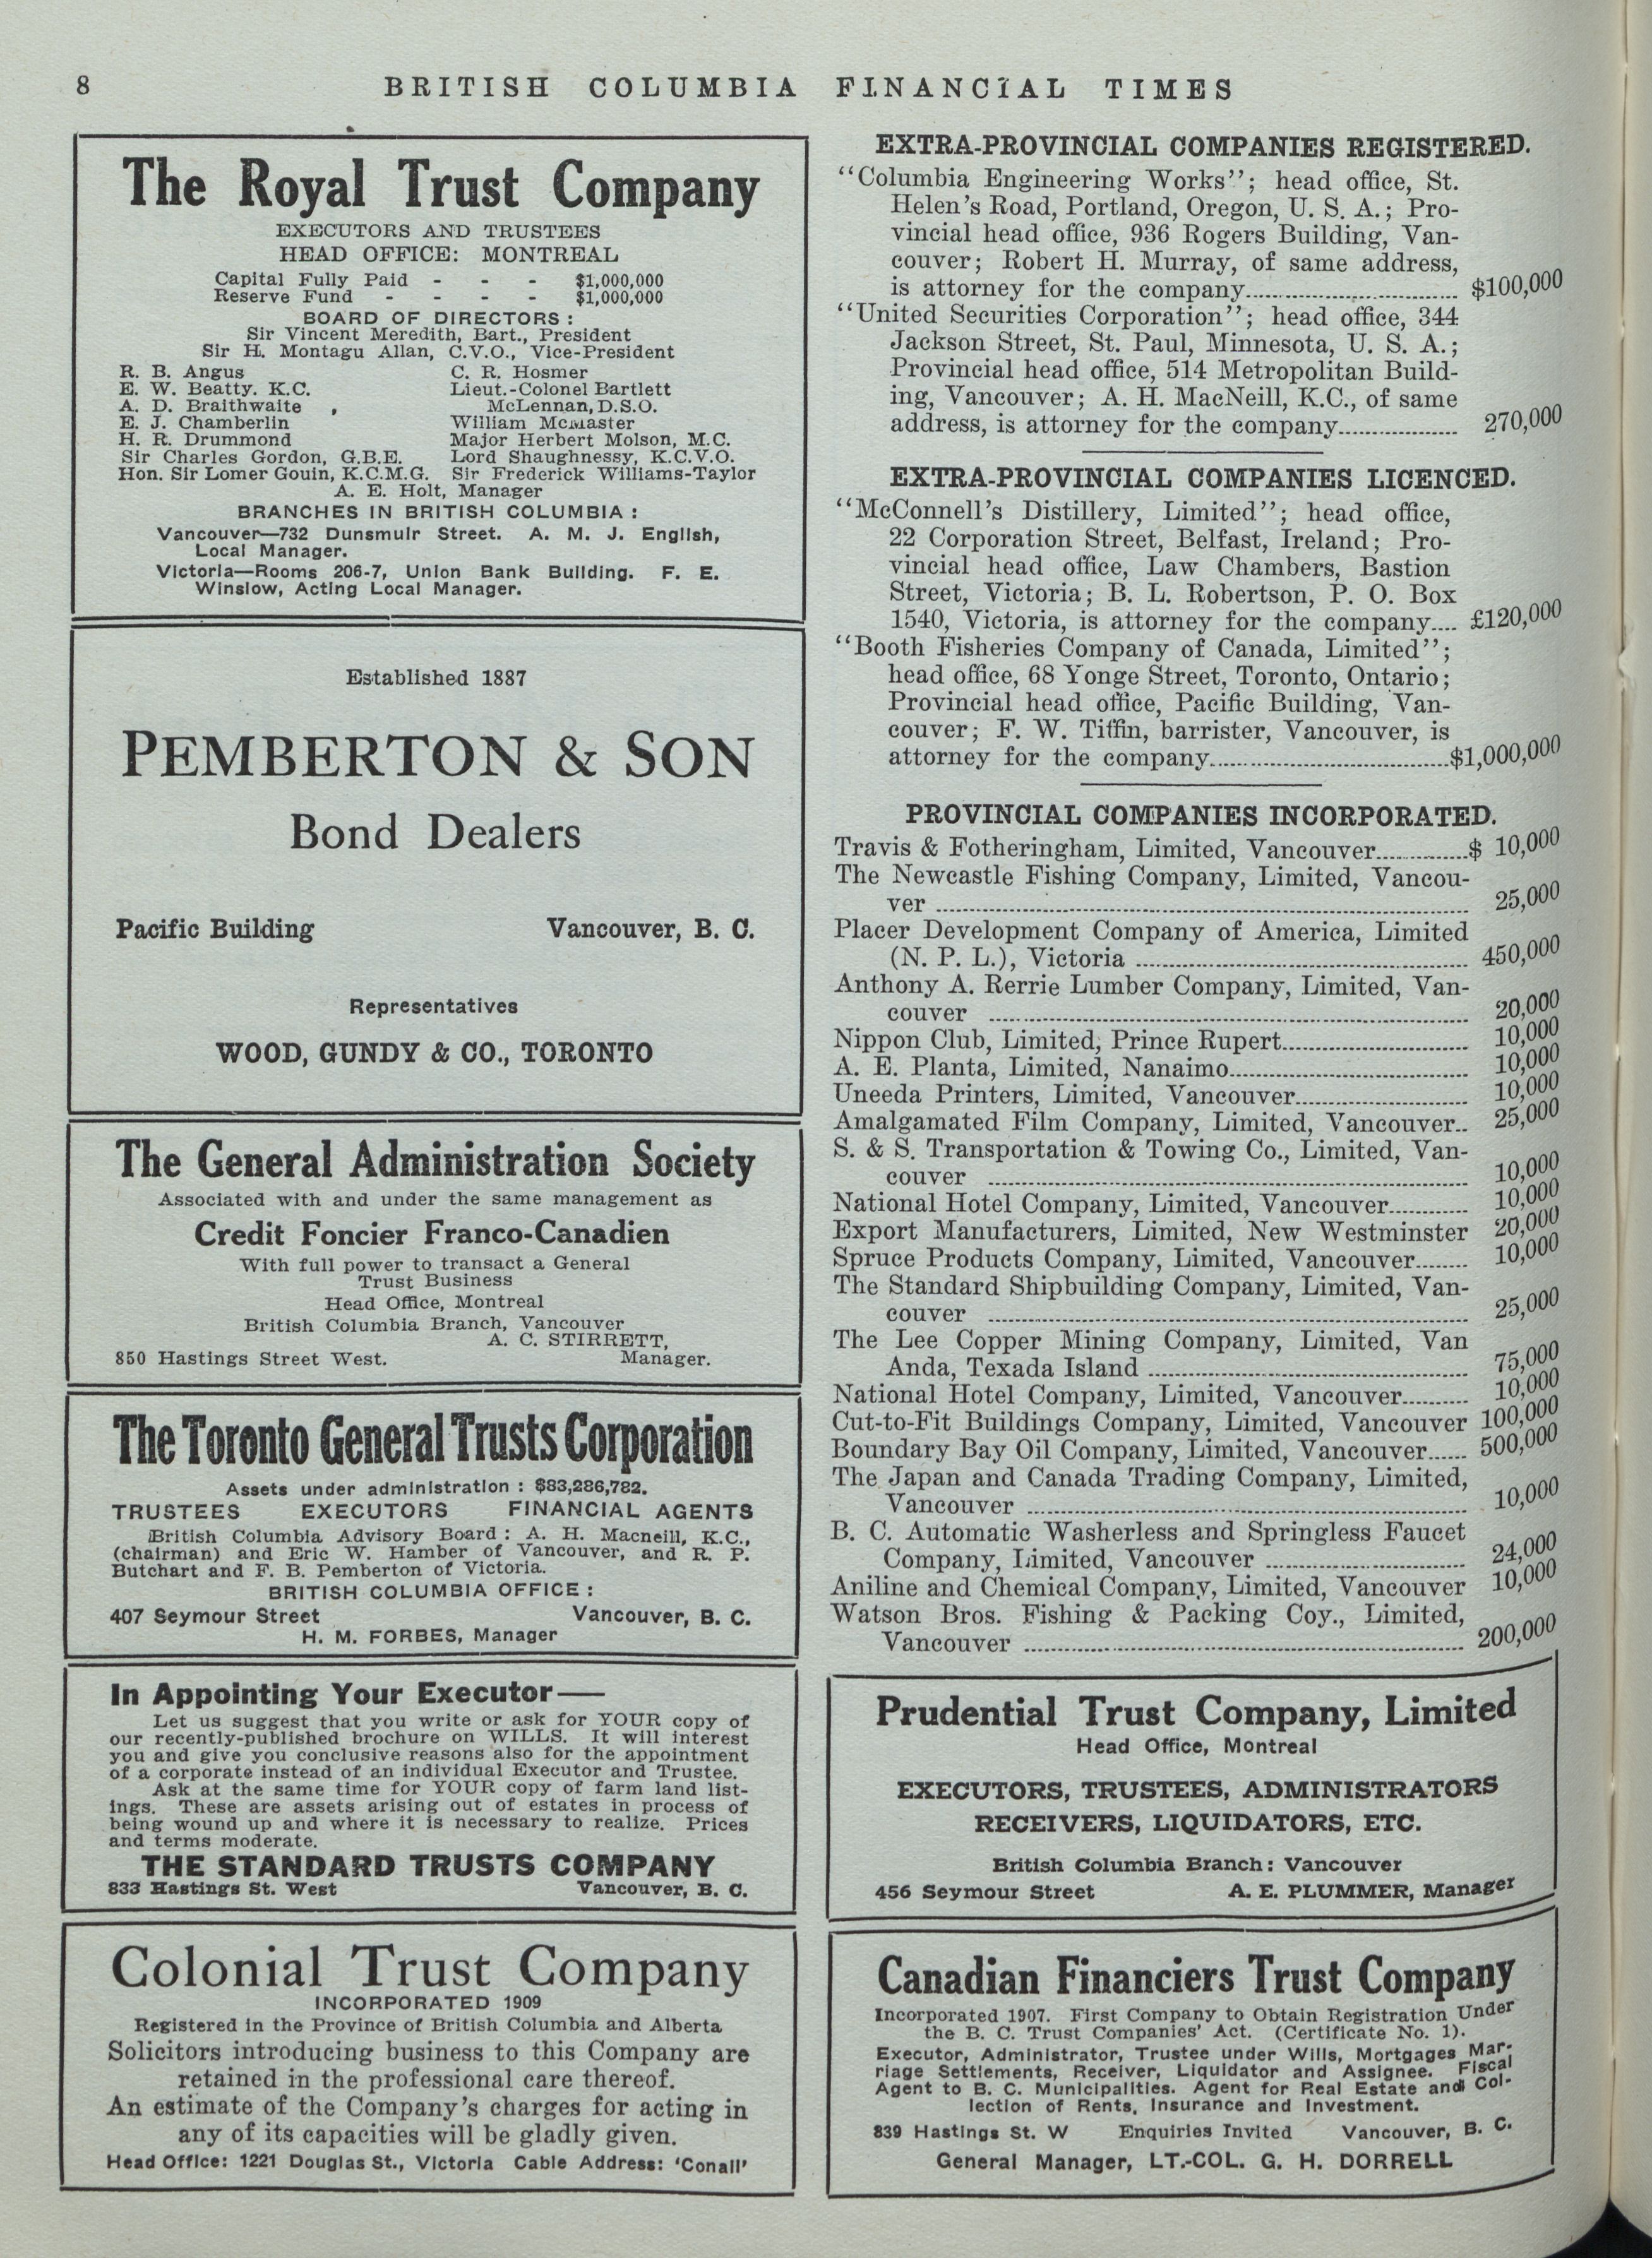 8 BRITISH COLUMBIA FINANCIAL TIMES
The Royal Trust Company
EXECUTORS AND TRUSTEES
HEAD OFFICE: MONTREAL
Capital Fully Paid - - - $1,000,000
Reserve Fund - - - - $1,000,000
BOARD OF DIRECTORS:
Sir Vincent Meredith, Bart., President
Sir H. Montagu Allan, C.V.O., Vice-President
R. B. Angus C. R. Hosmer
E. W. Beatty. K.C. Lieut.-Colonel Bartlett
A. D. Braithwaite McLennan, D.S.O.
E. J. Chamberlin William McMaster
H. R. Drummond Major Herbert Molson, M.C.
Sir Charles Gordon, G.B.E. Lord Shaughnessy, K.C.V.O.
Hon. Sir Lomer Gouin, K.C.M.G. Sir Frederick Williams-Taylor
A. E. Holt, Manager
BRANCHES IN BRITISH COLUMBIA:
Vancouver—732 Dunsmuir Street. A. M. J. English,
Local Manager.
Victoria—Rooms 206-7, Union Bank Building. F. E.
Winslow, Acting Local Manager.
Established 1887
PEMBERTON & SON
Bond Dealers
Pacific Building Vancouver, B. C.
Representatives
WOOD, GUNDY & CO., TORONTO
The General Administration Society
Associated with and under the same management as
Credit Foncier Franco-Canadien
With full power to transact a General
Trust Business
Head Office, Montreal
British Columbia Branch, Vancouver
A. C. STIRRETT,
850 Hastings Street West. Manager.
The Toronto General Trusts Corporation
Assets under administration: $83,286,782.
TRUSTEES EXECUTORS FINANCIAL AGENTS
British Columbia Advisory Board: A. H. Macneill, K.C.,
(chairman) and Eric W. Hamber of Vancouver, and R. P.
Butchart and F. B. Pemberton of Victoria.
BRITISH COLUMBIA OFFICE:
407 Seymour Street Vancouver, B. C.
H. M. FORBES, Manager
In Appointing Your Executor—
Let us suggest that you write or ask for YOUR copy of
our recently-published brochure on WILLS. It will interest
you and give you conclusive reasons also for the appointment
of a corporate instead of an individual Executor and Trustee.
Ask at the same time for YOUR copy of farm land list-
ings. These are assets arising out of estates in process of
being wound up and where it is necessary to realize. Prices
and terms moderate.
THE STANDARD TRUSTS COMPANY
833 Hastings St. West Vancouver, B. C.
Colonial Trust Company
INCORPORATED 1909
Registered in the Province of British Columbia and Alberta
Solicitors introducing business to this Company are
retained in the professional care thereof.
An estimate of the Company's charges for acting in
any of its capacities will be gladly given.
Head Office: 1221 Douglas St., Victoria Cable Address: 'Conall'
EXTRA-PROVINCIAL COMPANIES REGISTERED.
"Columbia Engineering Works"; head office, St.
Helen's Road, Portland, Oregon, U. S. A.; Pro-
vincial head office, 936 Rogers Building, Van-
couver; Robert H. Murray, of same address,
is attorney for the company........ $100,000
"United Securities Corporation"; head office, 344
Jackson Street, St. Paul, Minnesota, U. S. A.;
Provincial head office, 514 Metropolitan Build-
ing, Vancouver; A. H. MacNeill, K.C., of same
address, is attorney for the company........ 270,000
EXTRA-PROVINCIAL COMPANIES LICENCED.
"McConnell's Distillery, Limited"; head office,
22 Corporation Street, Belfast, Ireland; Pro-
vincial head office, Law Chambers, Bastion
Street, Victoria; B. L. Robertson, P. O. Box
1540, Victoria, is attorney for the company.... £120,000
"Booth Fisheries Company of Canada, Limited";
head office, 68 Yonge Street, Toronto, Ontario;
Provincial head office, Pacific Building, Van-
couver; F. W. Tiffin, barrister, Vancouver, is
attorney for the company........ $1,000,000
PROVINCIAL COMPANIES INCORPORATED.
Travis & Fotheringham, Limited, Vancouver........ $ 10,000
The Newcastle Fishing Company, Limited, Vancou-
ver ........ 25,000
Placer Development Company of America, Limited
(N. P. L.), Victoria ........ 450,000
Anthony A. Rerrie Lumber Company, Limited, Van-
couver ........ 20,000
Nippon Club, Limited, Prince Rupert........ 10,000
A. E. Planta, Limited, Nanaimo........ 10,000
Uneeda Printers, Limited, Vancouver........ 10,000
Amalgamated Film Company, Limited, Vancouver.. 25,000
S. & S. Transportation & Towing Co., Limited, Van-
couver ........ 10,000
National Hotel Company, Limited, Vancouver........ 10,000
Export Manufacturers, Limited, New Westminster 20,000
Spruce Products Company, Limited, Vancouver........ 10,000
The Standard Shipbuilding Company, Limited, Van-
couver ........ 25,000
The Lee Copper Mining Company, Limited, Van
Anda, Texada Island ........ 75,000
National Hotel Company, Limited, Vancouver........ 10,000
Cut-to-Fit Buildings Company, Limited, Vancouver 100,000
Boundary Bay Oil Company, Limited, Vancouver...... 500,000
The Japan and Canada Trading Company, Limited,
Vancouver ........ 10,000
B. C. Automatic Washerless and Springless Faucet
Company, Limited, Vancouver ........ 24,000
Aniline and Chemical Company, Limited, Vancouver 10,000
Watson Bros. Fishing & Packing Coy., Limited,
Vancouver ........ 200,000
Prudential Trust Company, Limited
Head Office, Montreal
EXECUTORS, TRUSTEES, ADMINISTRATORS
RECEIVERS, LIQUIDATORS, ETC.
British Columbia Branch: Vancouver
456 Seymour Street A. E. PLUMMER, Manager
Canadian Financiers Trust Company
Incorporated 1907. First Company to Obtain Registration Under
the B. C. Trust Companies' Act. (Certificate No. 1).
Executor, Administrator, Trustee under Wills, Mortgages Mar-
riage Settlements, Receiver, Liquidator and Assignee. Fiscal
Agent to B. C. Municipalities. Agent for Real Estate and Col-
lection of Rents, Insurance and Investment.
839 Hastings St. W Enquiries Invited Vancouver, B. C.
General Manager, LT.-COL. G. H. DORRELL